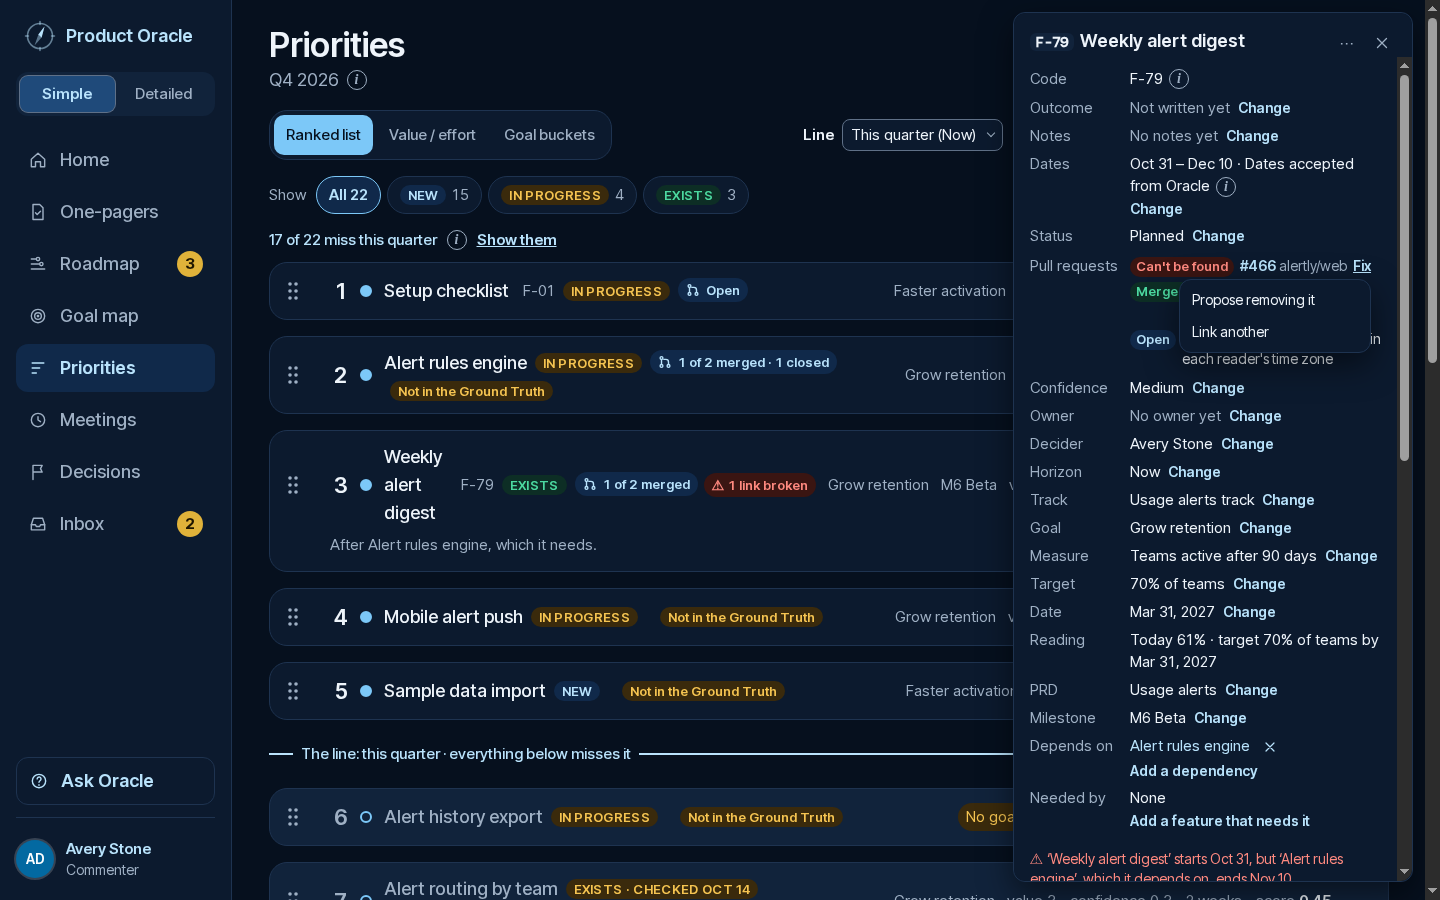 Product Oracle
Simple
Detailed
Home
One-pagers
Roadmap
3
Goal map
Priorities
Meetings
Decisions
Inbox
2
Ask Oracle
AD
Avery Stone
Commenter
Priorities
Q4 2026 i
Ranked list
Value / effort
Goal buckets
Line
This quarter (Now)
Show
All 22
NEW 15
IN PROGRESS 4
EXISTS 3
17 of 22 miss this quarter i Show them
1 Setup checklist F-01 IN PROGRESS Open Faster activation
2 Alert rules engine IN PROGRESS 1 of 2 merged · 1 closed Grow retention
Not in the Ground Truth
3 Weekly alert digest F-79 EXISTS 1 of 2 merged ⚠ 1 link broken Grow retention M6 Beta
After Alert rules engine, which it needs.
4 Mobile alert push IN PROGRESS Not in the Ground Truth Grow retention
5 Sample data import NEW Not in the Ground Truth Faster activation
The line: this quarter · everything below misses it
6 Alert history export IN PROGRESS Not in the Ground Truth No goa
7 Alert routing by team EXISTS · CHECKED OCT 14
F-79 Weekly alert digest
Code F-79 i
Outcome Not written yet Change
Notes No notes yet Change
Dates Oct 31 – Dec 10 · Dates accepted
from Oracle i
Change
Status Planned Change
Pull requests Can't be found #466 alertly/web Fix
Merge
Propose removing it
Link another
Open in
each reader's time zone
Confidence Medium Change
Owner No owner yet Change
Decider Avery Stone Change
Horizon Now Change
Track Usage alerts track Change
Goal Grow retention Change
Measure Teams active after 90 days Change
Target 70% of teams Change
Date Mar 31, 2027 Change
Reading Today 61% · target 70% of teams by
Mar 31, 2027
PRD Usage alerts Change
Milestone M6 Beta Change
Depends on Alert rules engine
Add a dependency
Needed by None
Add a feature that needs it
⚠ ‘Weekly alert digest’ starts Oct 31, but ‘Alert rules
engine’, which it depends on, ends Nov 10.